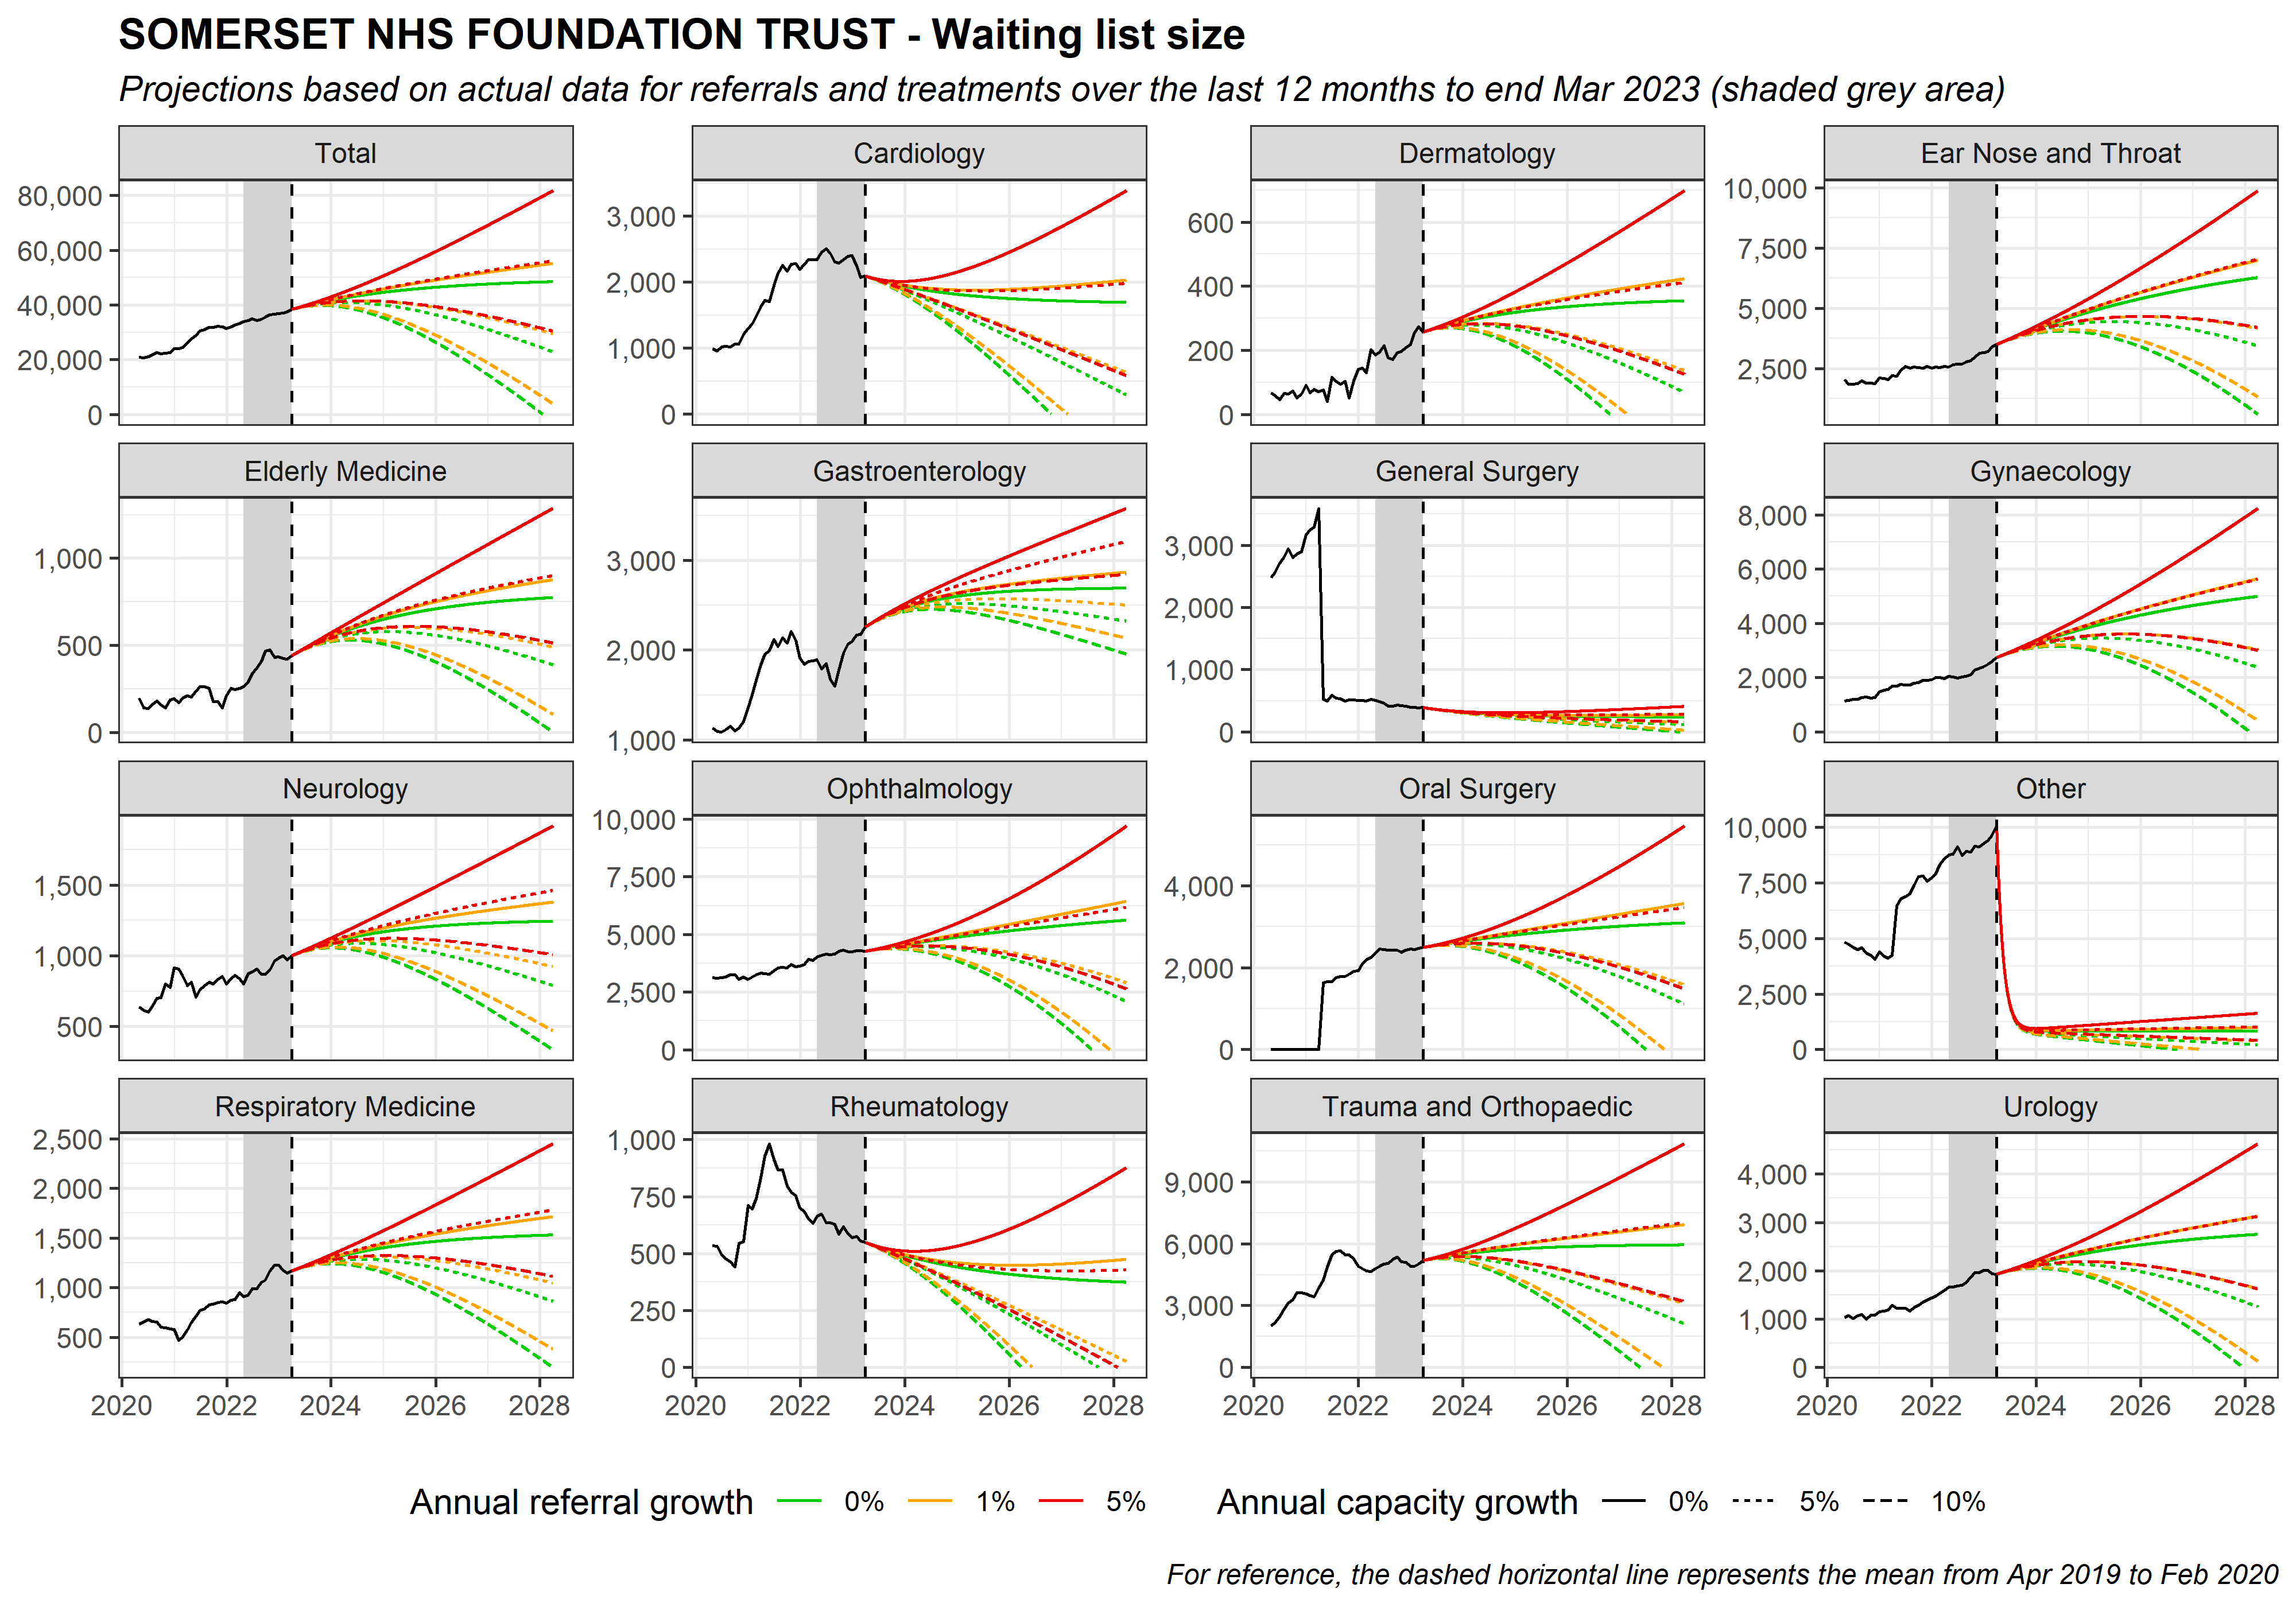 SOMERSET NHS FOUNDATION TRUST - Waiting list size
Projections based on actual data for referrals and treatments over the last 12 months to end Mar 2023 (shaded grey area)
Total
Cardiology
Dermatology
Ear Nose and Throat
80,000
60,000
40,000
20,000
0
3,000
2,000
1,000
0
600
400
200
0
10,000
7,500
5,000
2,500
Elderly Medicine
Gastroenterology
General Surgery
Gynaecology
1,000
500
0
3,000
2,000
1,000
3,000
2,000
1,000
0
8,000
6,000
4,000
2,000
0
Neurology
Ophthalmology
Oral Surgery
Other
1,500
1,000
500
10,000
7,500
5,000
2,500
0
4,000
2,000
0
10,000
7,500
5,000
2,500
0
Respiratory Medicine
Rheumatology
Trauma and Orthopaedic
Urology
2,500
2,000
1,500
1,000
500
1,000
750
500
250
0
9,000
6,000
3,000
0
4,000
3,000
2,000
1,000
0
2020 2022 2024 2026 2028
2020 2022 2024 2026 2028
2020 2022 2024 2026 2028
2020 2022 2024 2026 2028
Annual referral growth 0% 1% 5%
Annual capacity growth 0% 5% 10%
For reference, the dashed horizontal line represents the mean from Apr 2019 to Feb 2020